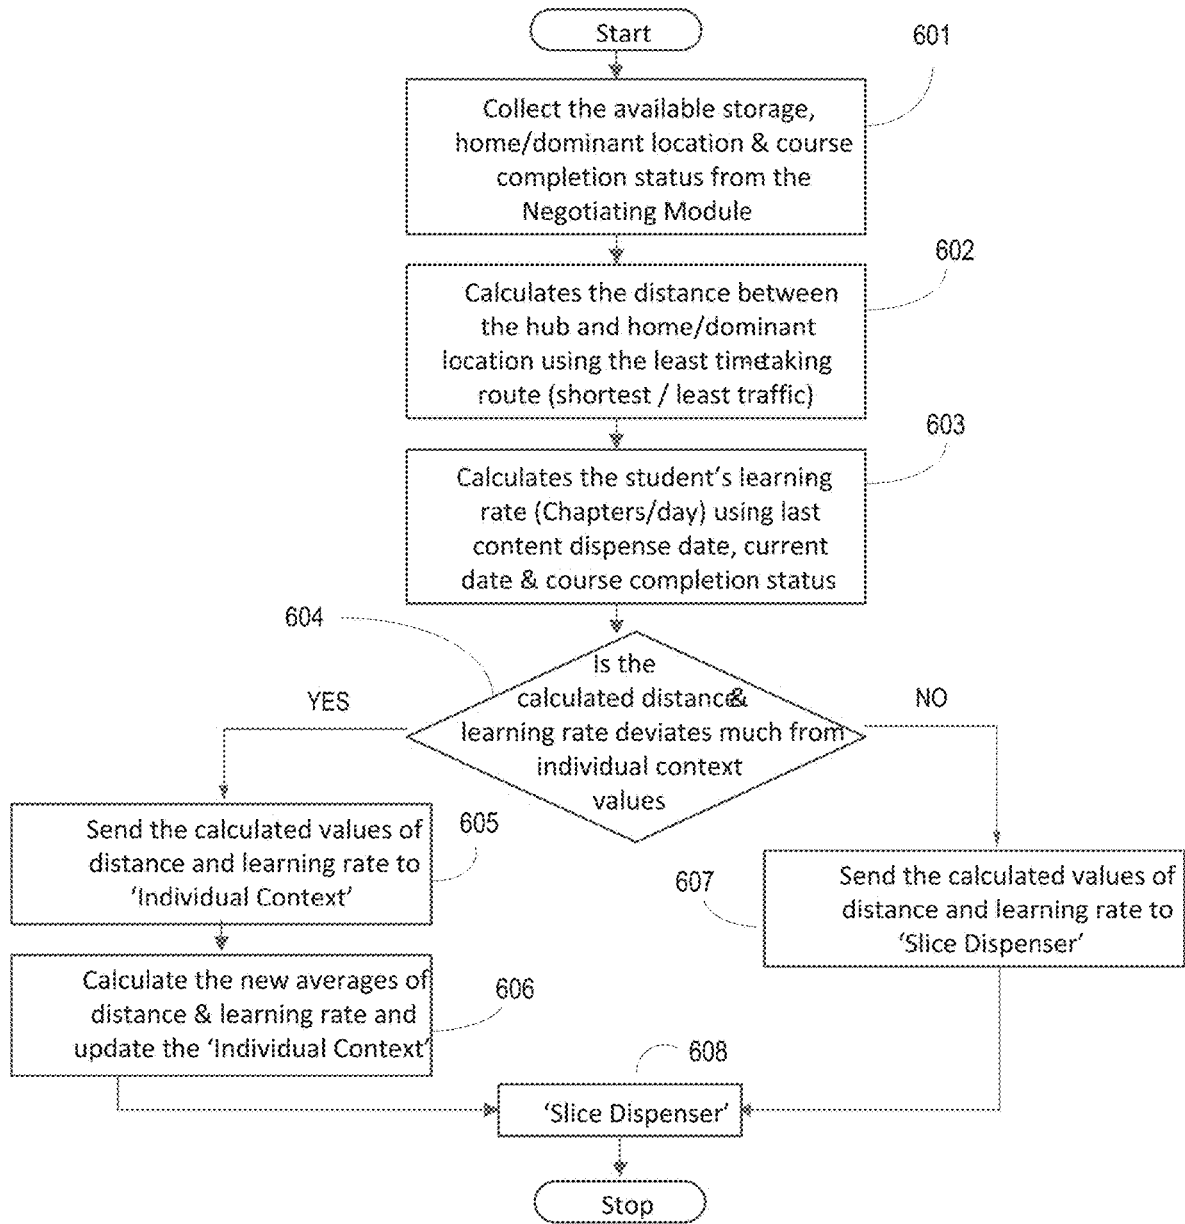 Start
601
Collect the available storage,
home/dominant location & course
completion status from the
Negotiating Module
602
Calculates the distance between
the hub and home/dominant
location using the least timetaking
route (shortest / least traffic)
603
Calculates the student's learning
rate (Chapters/day) using last
content dispense date, current
date & course completion status
604
Is the
calculated distance&
learning rate deviates much from
individual context
values
YES
NO
Send the calculated values of
distance and learning rate to
'Individual Context'
605
607
Send the calculated values of
distance and learning rate to
'Slice Dispenser'
Calculate the new averages of
distance & learning rate and
update the 'Individual Context'
606
608
'Slice Dispenser'
Stop